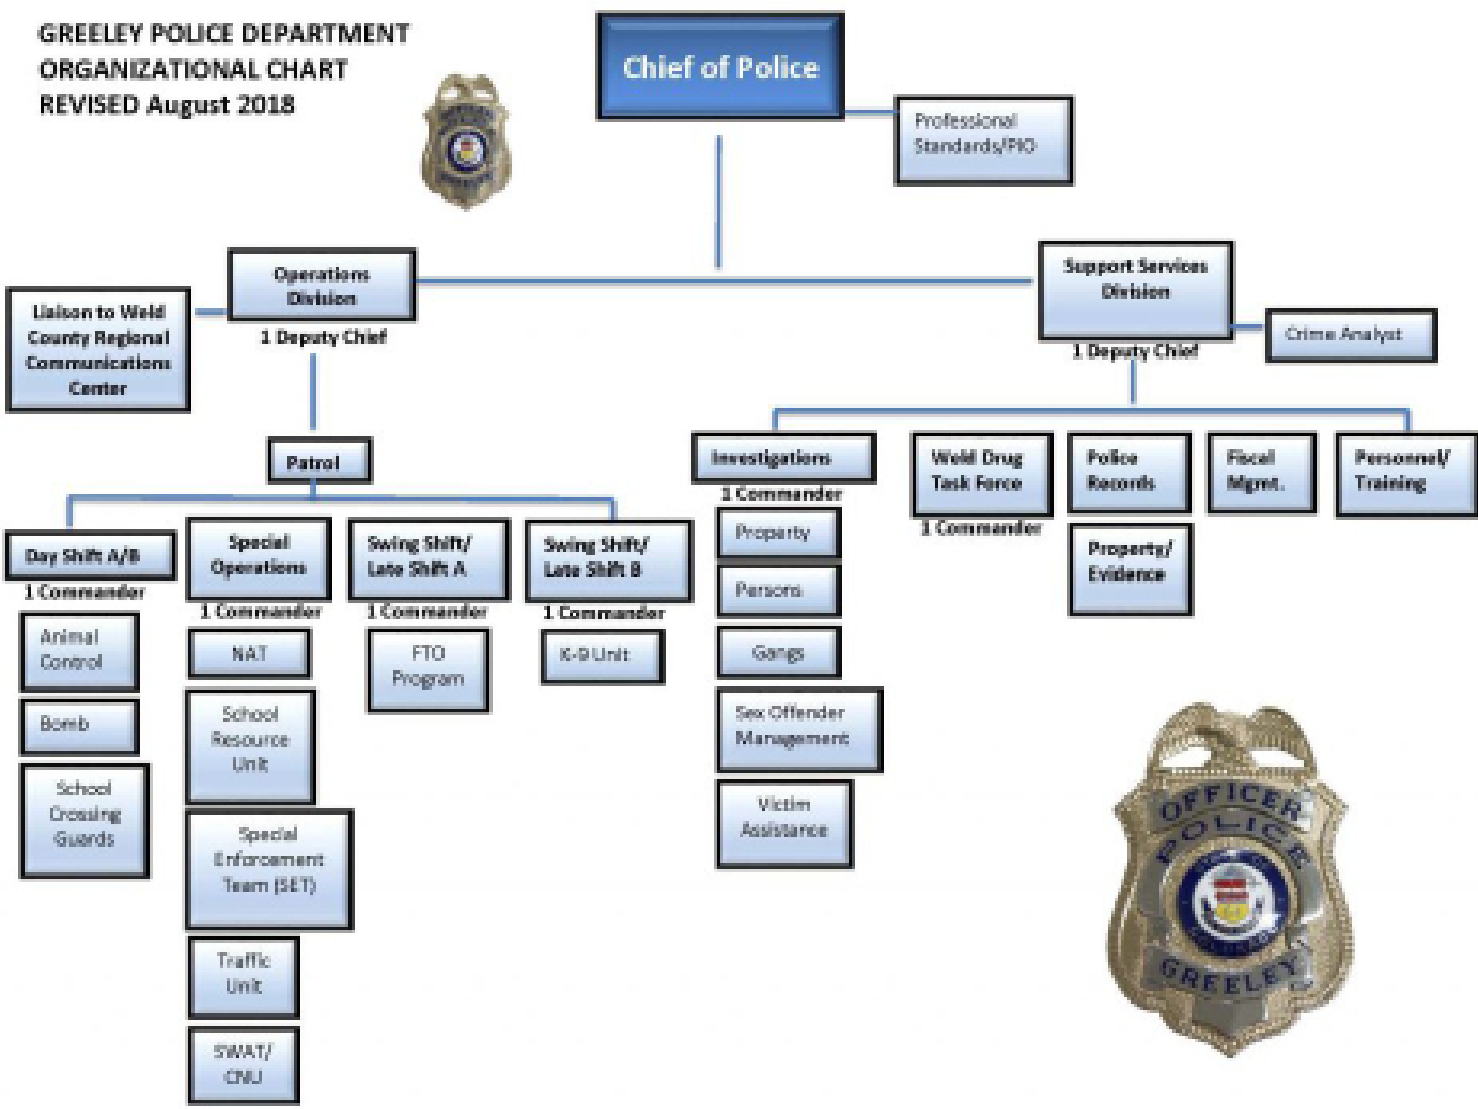 GREELEY POLICE DEPARTMENT
ORGANIZATIONAL CHART
REVISED August 2018
Chief of Police
Professional
Standards/PIO
Operations
Division
1 Deputy Chief
Liaison to Weld
County Regional
Communications
Center
Support Services
Division
1 Deputy Chief
Crime Analyst
Patrol
Day Shift A/B
1 Commander
Animal
Control
Bomb
School
Crossing
Guards
Special
Operations
1 Commander
NAT
School
Resource
Unit
Special
Enforcement
Team (SET)
Traffic
Unit
SWAT/
CNU
Swing Shift/
Late Shift A
1 Commander
FTO
Program
Swing Shift/
Late Shift B
1 Commander
K-9 Unit
Investigations
1 Commander
Property
Persons
Gangs
Sex Offender
Management
Victim
Assistance
Weld Drug
Task Force
1 Commander
Police
Records
Property/
Evidence
Fiscal
Mgmt.
Personnel/
Training
OFFICER
POLICE
GREELEY